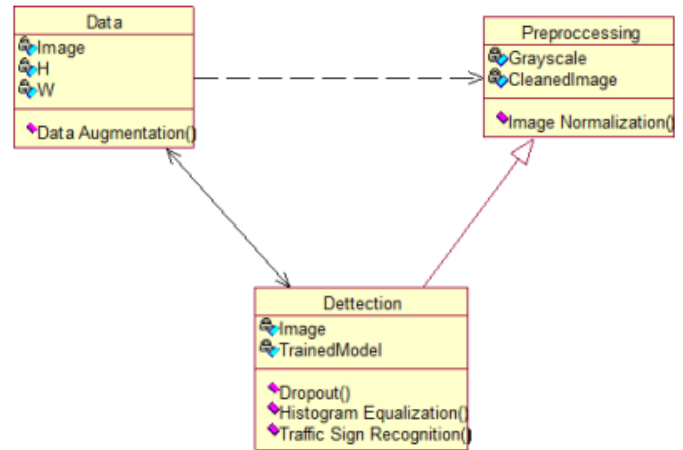 Data
Image
H
W
Data Augmentation()
Preproccessing
Grayscale
CleanedImage
Image Normalization()
Dettection
Image
TrainedModel
Dropout()
Histogram Equalization()
Traffic Sign Recognition()